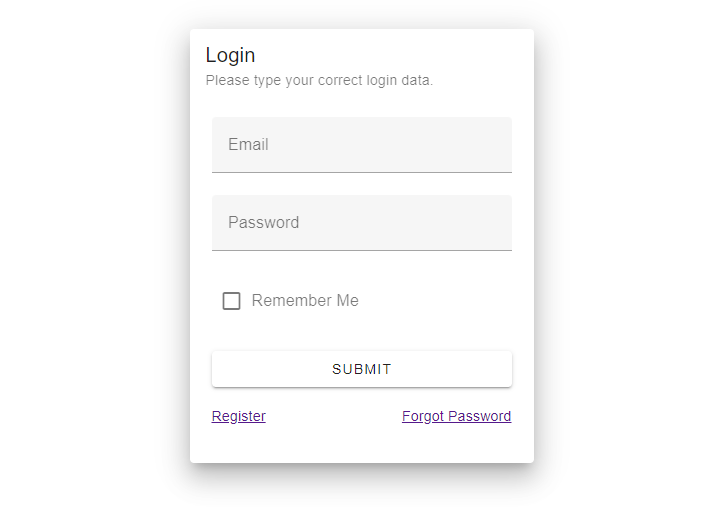 Login
Please type your correct login data.
Email
Password
Remember Me
SUBMIT
Register
Forgot Password